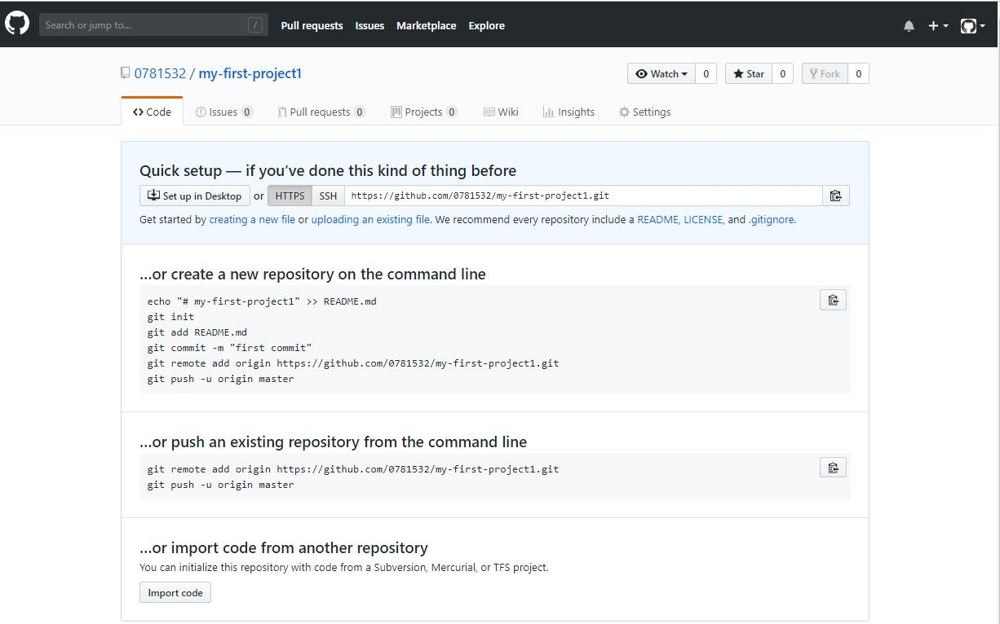 Search or jump to... / Pull requests Issues Marketplace Explore
0781532 / my-first-project1 Watch 0 Star 0 Fork 0
Code Issues 0 Pull requests 0 Projects 0 Wiki Insights Settings
Quick setup — if you’ve done this kind of thing before
Set up in Desktop or HTTPS SSH https://github.com/0781532/my-first-project1.git
Get started by creating a new file or uploading an existing file. We recommend every repository include a README, LICENSE, and .gitignore.
…or create a new repository on the command line
echo "# my-first-project1" >> README.md
git init
git add README.md
git commit -m "first commit"
git remote add origin https://github.com/0781532/my-first-project1.git
git push -u origin master
…or push an existing repository from the command line
git remote add origin https://github.com/0781532/my-first-project1.git
git push -u origin master
…or import code from another repository
You can initialize this repository with code from a Subversion, Mercurial, or TFS project.
Import code